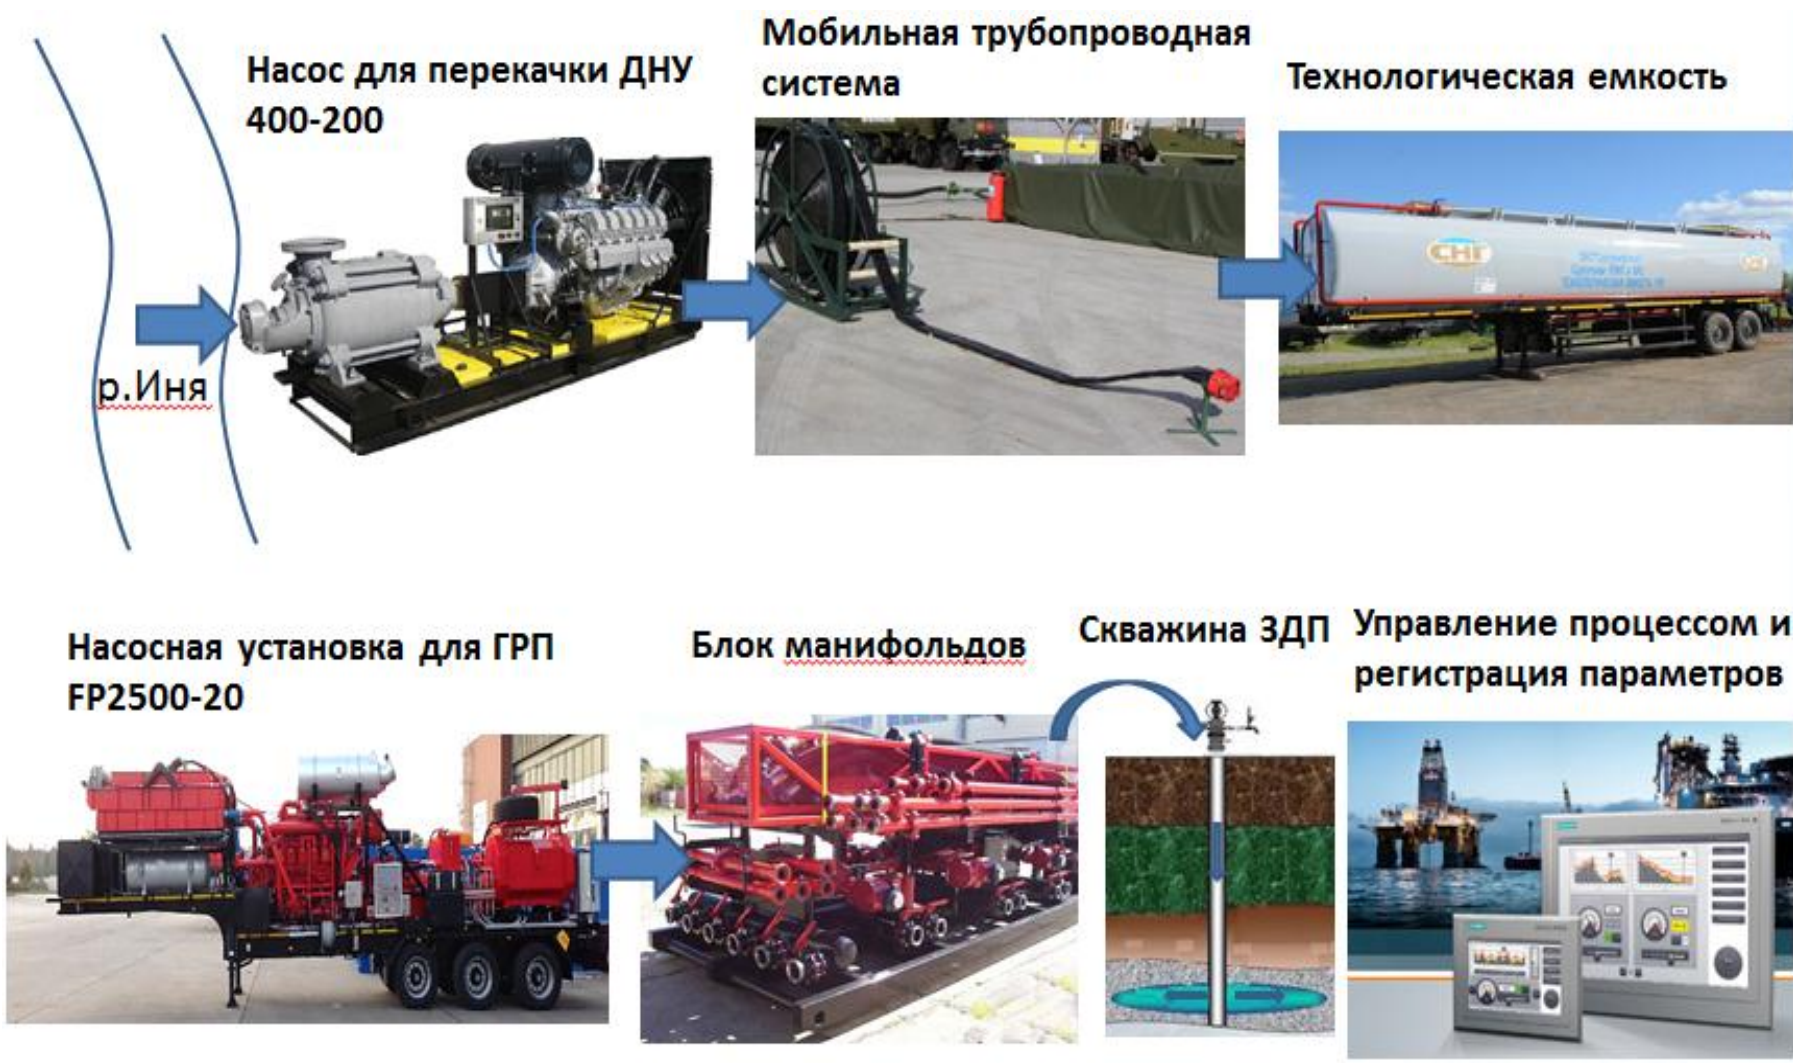 Насос для перекачки ДНУ
400-200
Мобильная трубопроводная
система
Технологическая емкость
СНГ
р.Иня
Насосная установка для ГРП
FP2500-20
Блок манифольдов
Скважина ЗДП
Управление процессом и
регистрация параметров